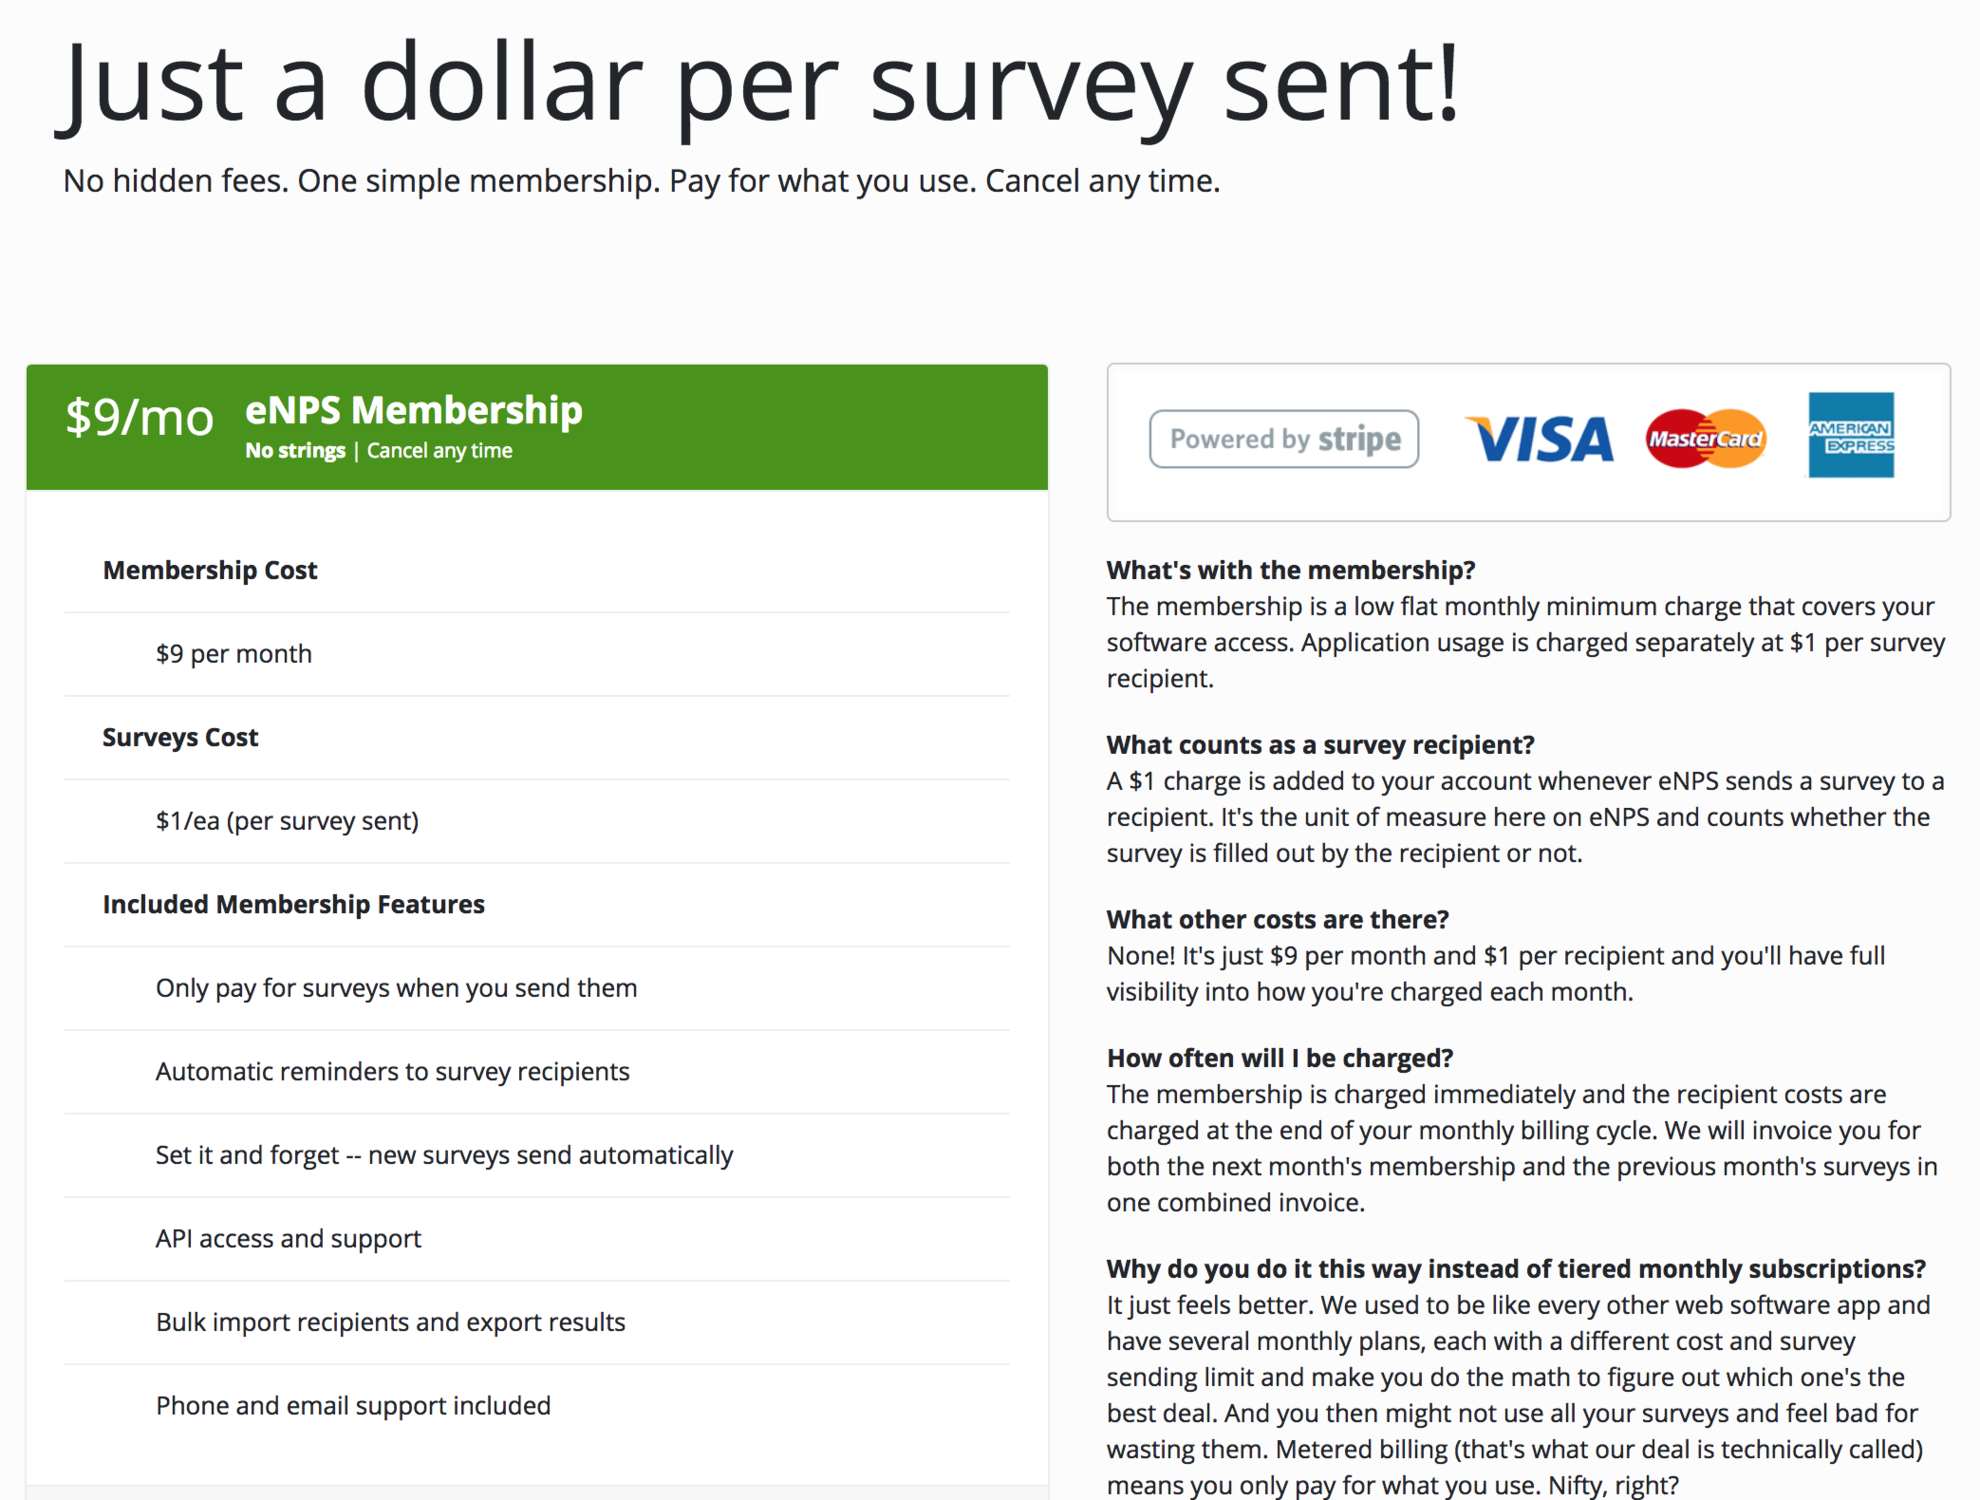 Just a dollar per survey sent!
No hidden fees. One simple membership. Pay for what you use. Cancel any time.
$9/mo
eNPS Membership
No strings | Cancel any time
Membership Cost
$9 per month
Surveys Cost
$1/ea (per survey sent)
Included Membership Features
Only pay for surveys when you send them
Automatic reminders to survey recipients
Set it and forget -- new surveys send automatically
API access and support
Bulk import recipients and export results
Phone and email support included
Powered by stripe
VISA
MasterCard
AMERICAN
EXPRESS
What's with the membership?
The membership is a low flat monthly minimum charge that covers your
software access. Application usage is charged separately at $1 per survey
recipient.
What counts as a survey recipient?
A $1 charge is added to your account whenever eNPS sends a survey to a
recipient. It's the unit of measure here on eNPS and counts whether the
survey is filled out by the recipient or not.
What other costs are there?
None! It's just $9 per month and $1 per recipient and you'll have full
visibility into how you're charged each month.
How often will I be charged?
The membership is charged immediately and the recipient costs are
charged at the end of your monthly billing cycle. We will invoice you for
both the next month's membership and the previous month's surveys in
one combined invoice.
Why do you do it this way instead of tiered monthly subscriptions?
It just feels better. We used to be like every other web software app and
have several monthly plans, each with a different cost and survey
sending limit and make you do the math to figure out which one's the
best deal. And you then might not use all your surveys and feel bad for
wasting them. Metered billing (that's what our deal is technically called)
means you only pay for what you use. Nifty, right?